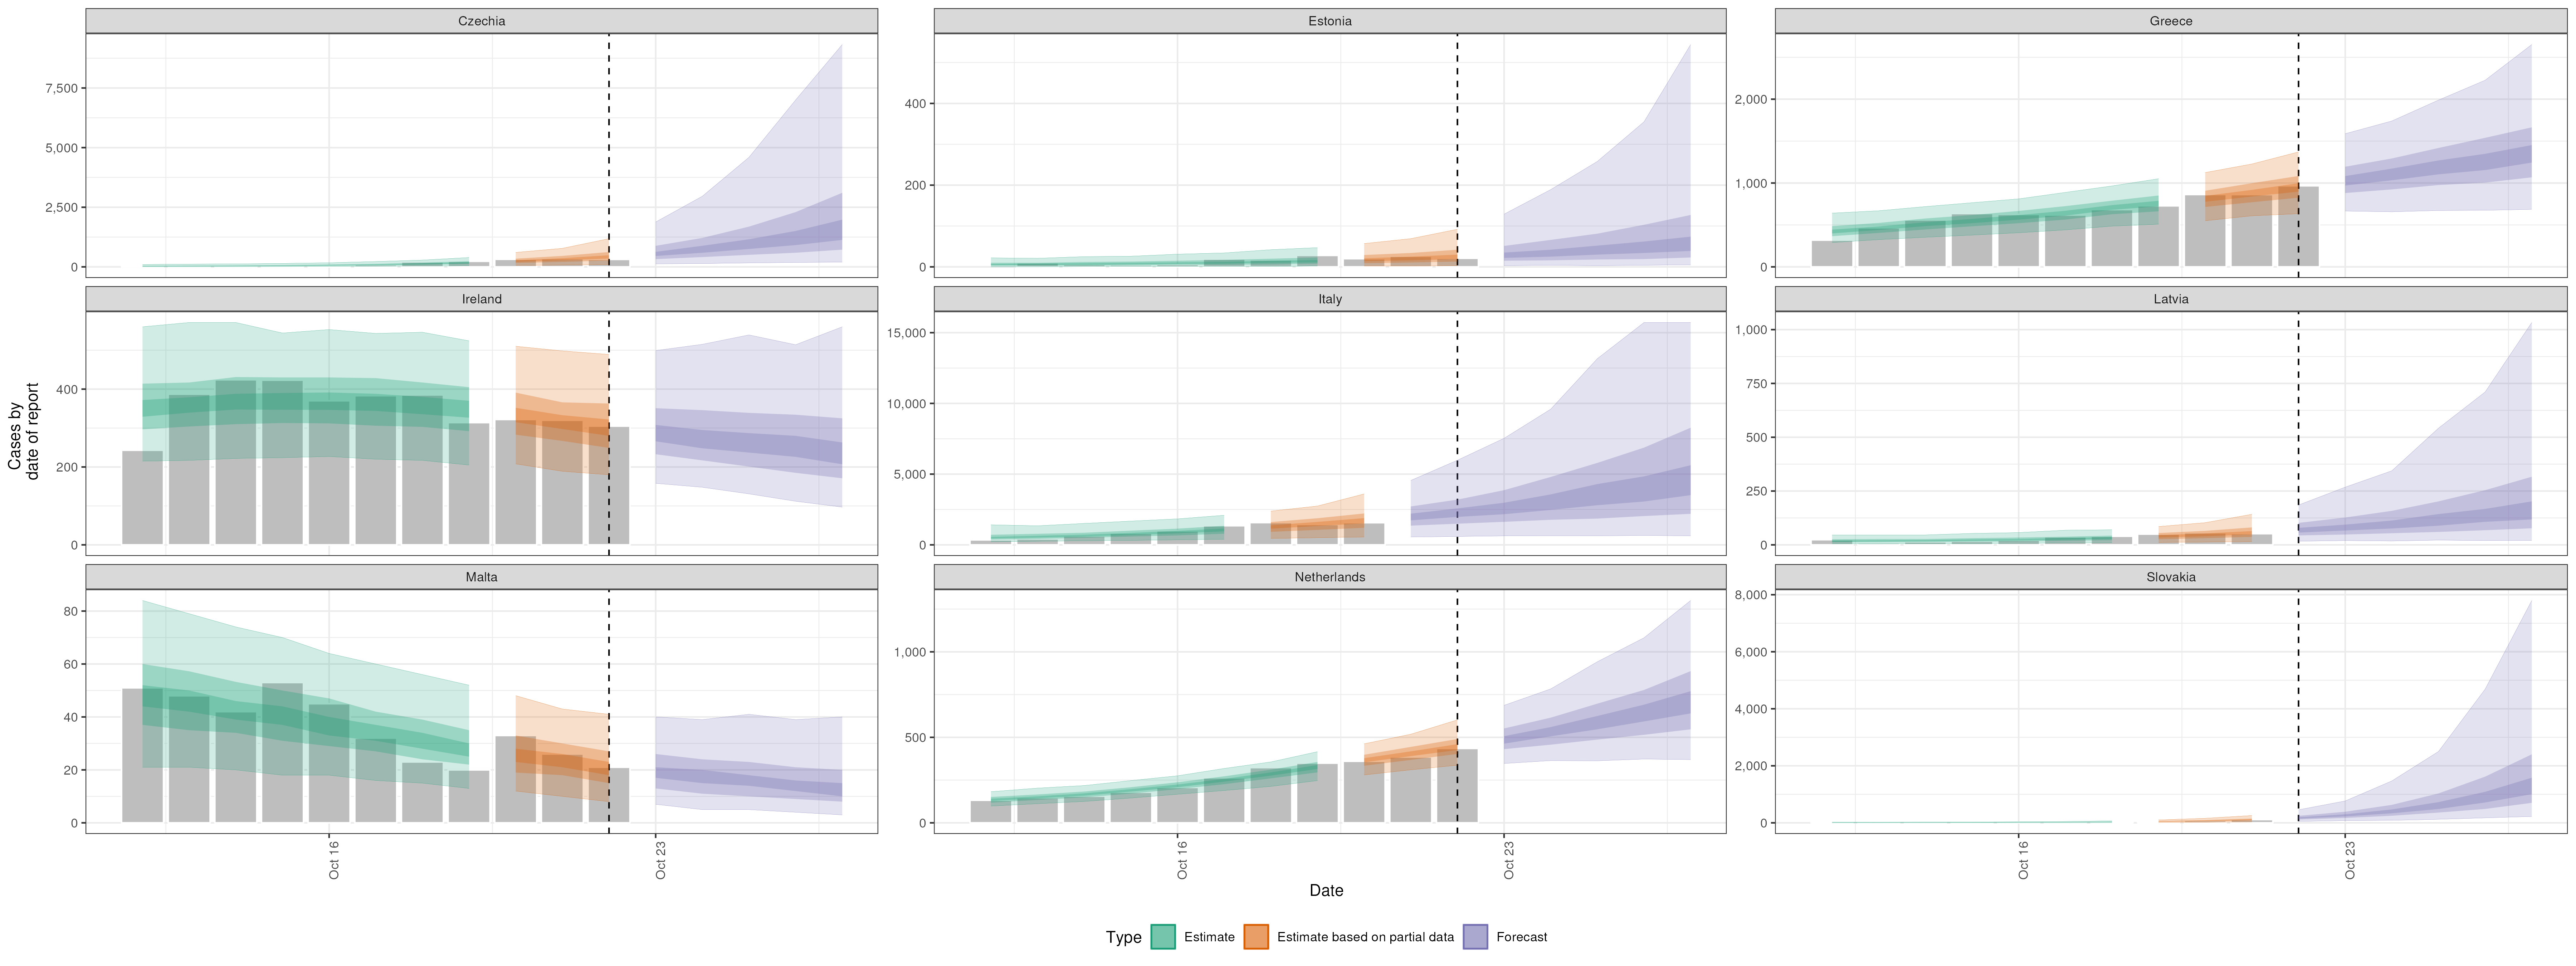 Czechia
Estonia
Greece
7,500
5,000
2,500
0
400
200
0
2,000
1,000
0
Ireland
Italy
Latvia
400
200
0
15,000
10,000
5,000
0
1,000
750
500
250
0
Cases by
date of report
Malta
Netherlands
Slovakia
80
60
40
20
0
1,000
500
0
8,000
6,000
4,000
2,000
0
Oct 16
Oct 23
Oct 16
Oct 23
Oct 16
Oct 23
Date
Type Estimate Estimate based on partial data Forecast